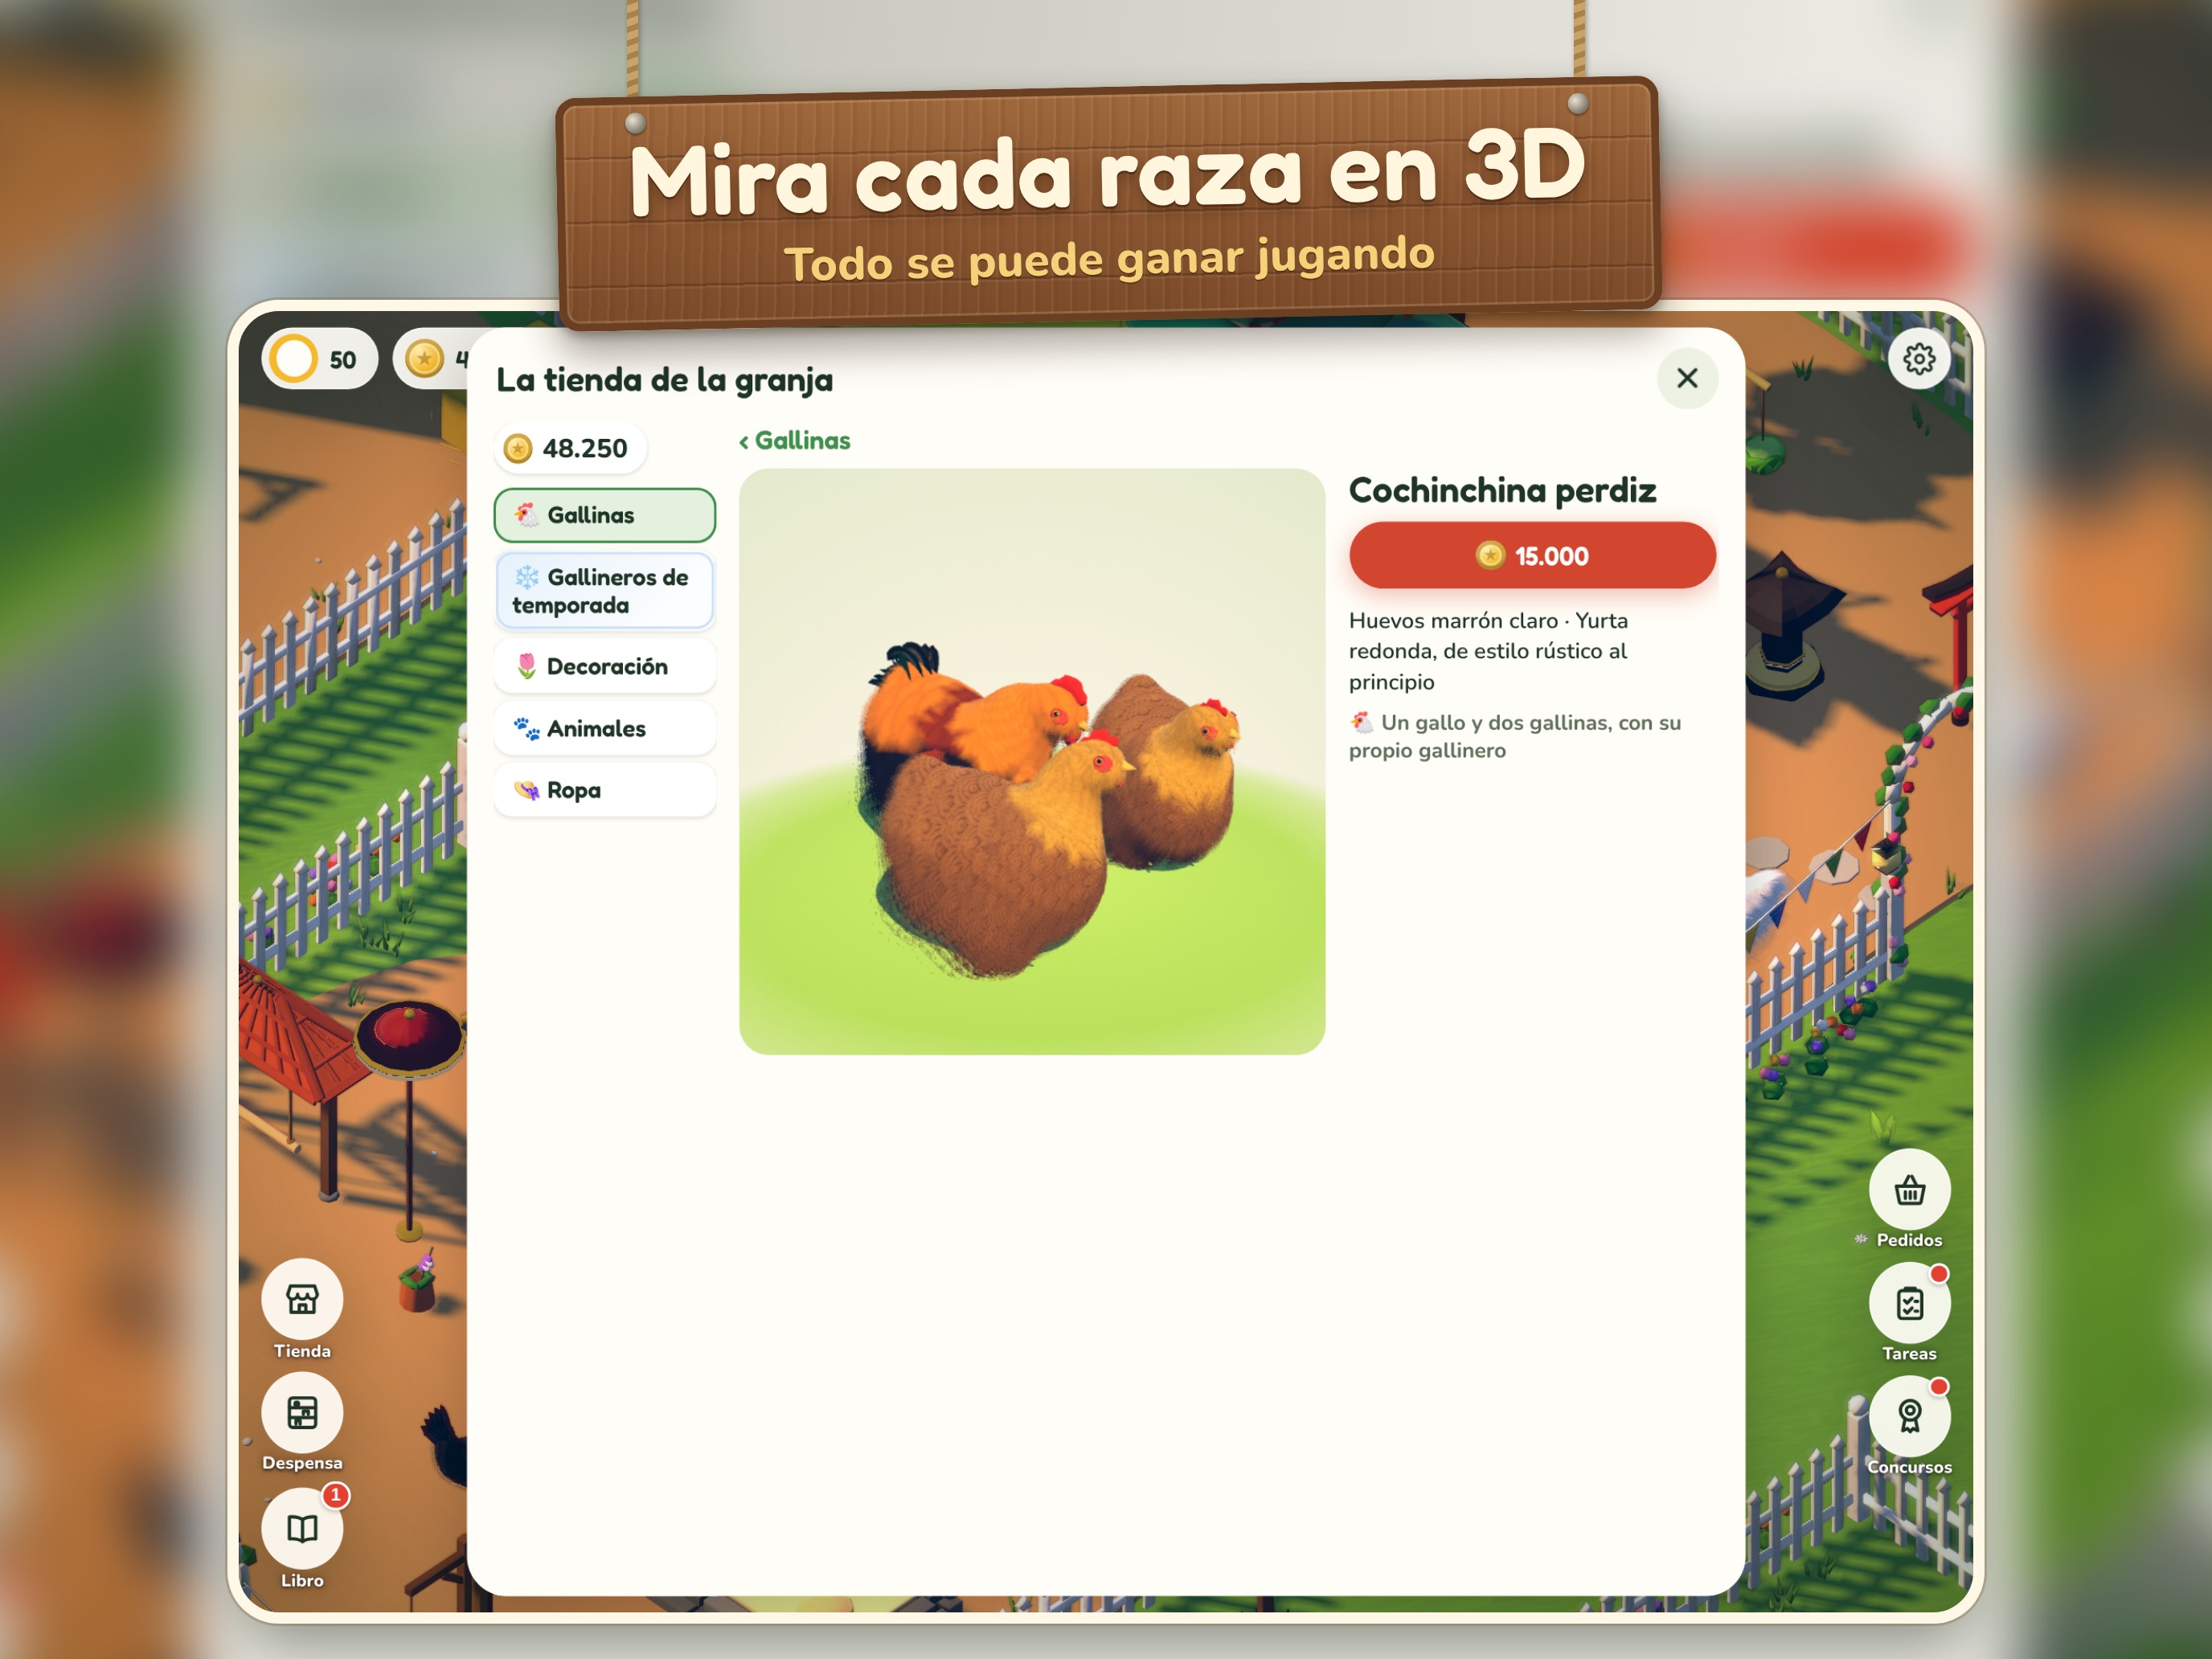 Mira cada raza en 3D
Todo se puede ganar jugando
50
4
La tienda de la granja
48.250
‹ Gallinas
Gallinas
Gallineros de
temporada
Decoración
Animales
Ropa
Cochinchina perdiz
15.000
Huevos marrón claro · Yurta
redonda, de estilo rústico al
principio
Un gallo y dos gallinas, con su
propio gallinero
Tienda
Despensa
1
Libro
Pedidos
Tareas
Concursos